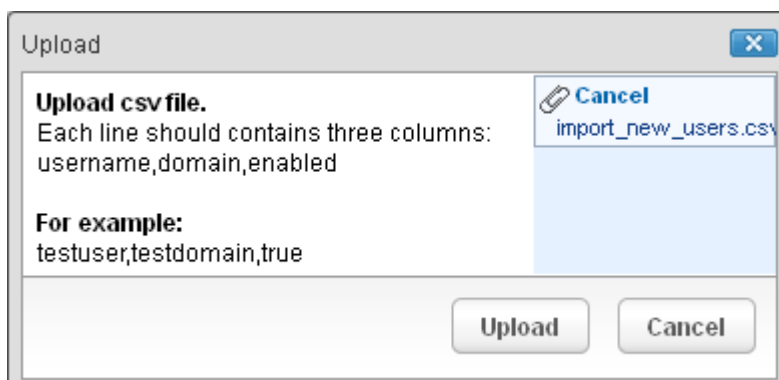 Upload
Upload csv file.
Each line should contains three columns:
username,domain,enabled
For example:
testuser,testdomain,true
Cancel
import_new_users.csv
Upload
Cancel